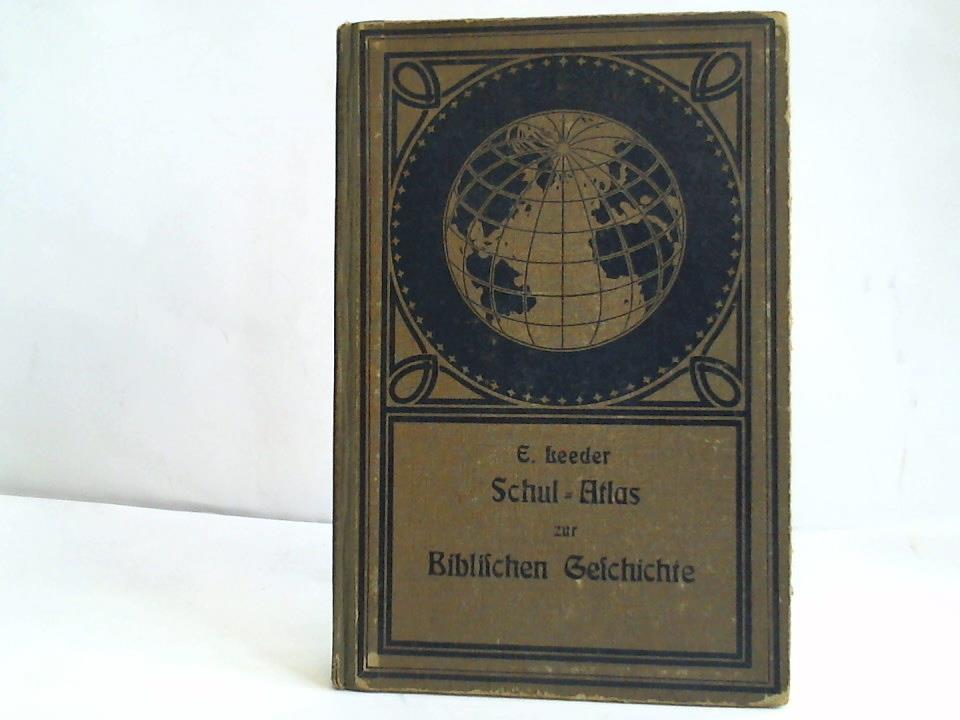 E. Leeder
Schul-Atlas
zur
Bibliſchen Geſchichte